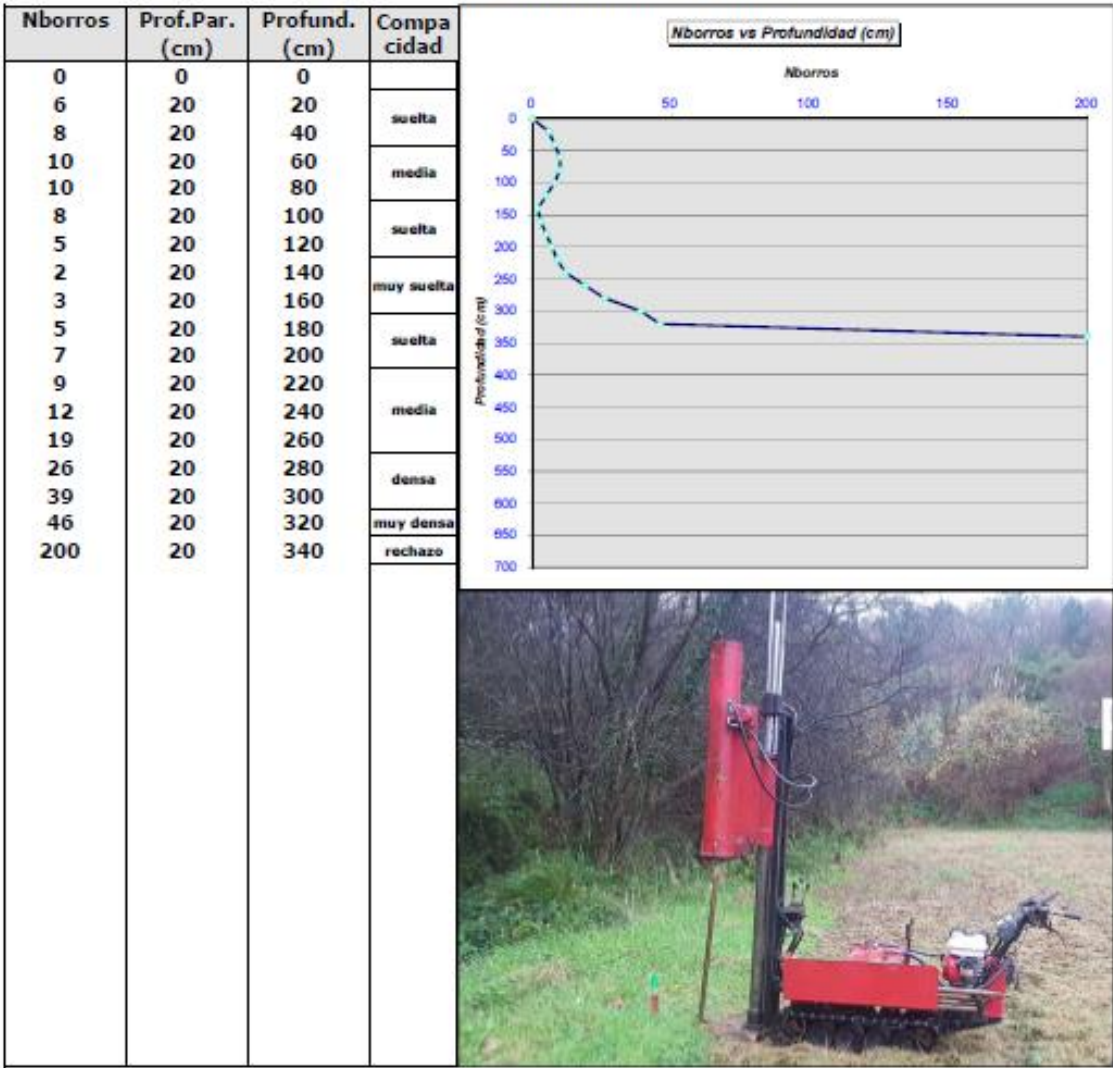 Nborros Prof.Par. (cm) Profund. (cm) Compa cidad
0 0 0
6 20 20 suelta
8 20 40
10 20 60 media
10 20 80
8 20 100 suelta
5 20 120
2 20 140 muy suelta
3 20 160
5 20 180 suelta
7 20 200
9 20 220
12 20 240 media
19 20 260
26 20 280 densa
39 20 300
46 20 320 muy densa
200 20 340 rechazo
Nborros vs Profundidad (cm)
Nborros
0 50 100 150 200
0
50
100
150
200
250
300
350
400
450
500
550
600
650
700
Profundidad (cm)